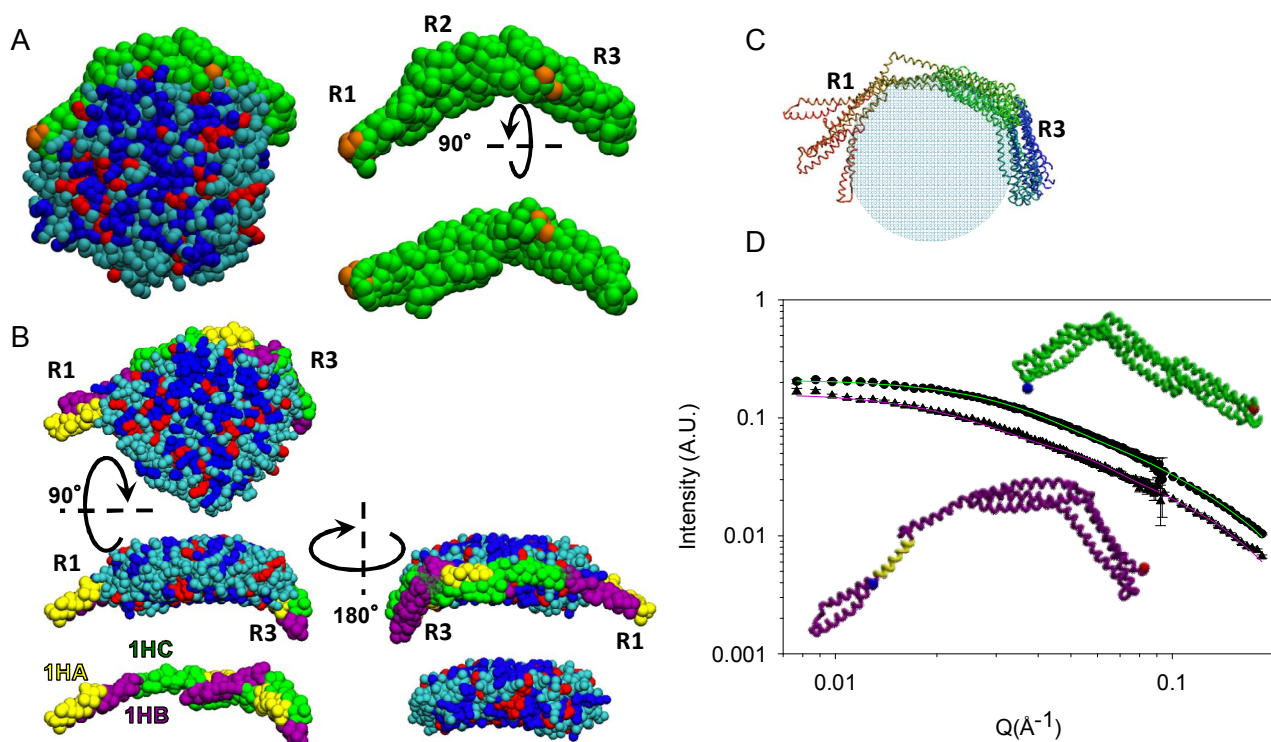 A
R1
R2
R3
90°
B
R1
R3
90°
R1
R3
180°
R3
R1
1HC
1HA
1HB
C
R1
R3
D
1
0.1
0.01
0.001
Intensity (A.U.)
0.01
0.1
Q(Å⁻¹)